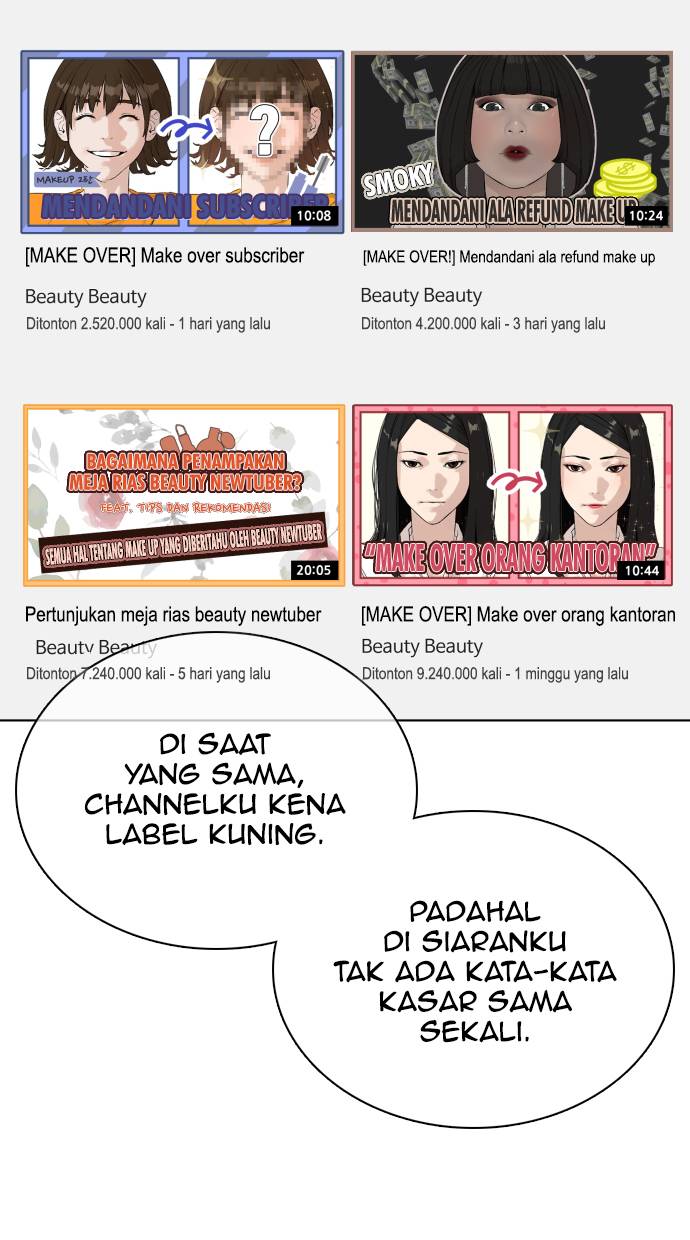 MAKEUP
MENDANDANI SUBSCRIBER
?
10:08
[MAKE OVER] Make over subscriber
Beauty Beauty
Ditonton 2.520.000 kali - 1 hari yang lalu
SMOKY
MENDANDANI ALA REFUND MAKE UP
10:24
[MAKE OVER!] Mendandani ala refund make up
Beauty Beauty
Ditonton 4.200.000 kali - 3 hari yang lalu
BAGAIMANA PENAMPAKAN
MEJA RIAS BEAUTY NEWTUBER?
FEAT. TIPS DAN REKOMENDASI
SEMUA HAL TENTANG MAKE UP YANG DIBERITAHU OLEH BEAUTY NEWTUBER
20:05
Pertunjukan meja rias beauty newtuber
Beauty Beauty
Ditonton 7.240.000 kali - 5 hari yang lalu
"MAKE OVER ORANG KANTORAN"
10:44
[MAKE OVER] Make over orang kantoran
Beauty Beauty
Ditonton 9.240.000 kali - 1 minggu yang lalu
DI SAAT
YANG SAMA,
CHANNELKU KENA
LABEL KUNING.
PADAHAL
DI SIARANKU
TAK ADA KATA-KATA
KASAR SAMA
SEKALI.